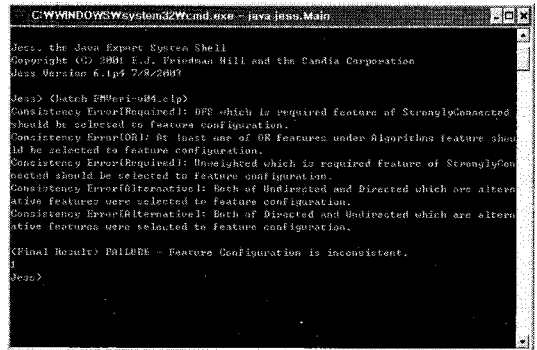 C:₩WINDOWS₩system32₩cmd.exe - java jess.Main
Jess, the Java Expert System Shell
Copyright (C) 2001 E.J. Friedman Hill and the Sandia Corporation
Jess Version 6.1p4 7/8/2003
Jess> (batch FMVeri-v04.clp)
Consistency Error[Required]: DFS which is required feature of StronglyConnected
should be selected to feature configuration.
Consistency Error[OR]: At least one of OR features under Algorithms feature shou
ld be selected to feature configuration.
Consistency Error[Required]: Unweighted which is required feature of StronglyCon
nected should be selected to feature configuration.
Consistency Error[Alternative]: Both of Undirected and Directed which are altern
ative features were selected to feature configuration.
Consistency Error[Alternative]: Both of Directed and Undirected which are altern
ative features were selected to feature configuration.
(Final Result) FAILURE - Feature Configuration is inconsistent.
1
Jess>